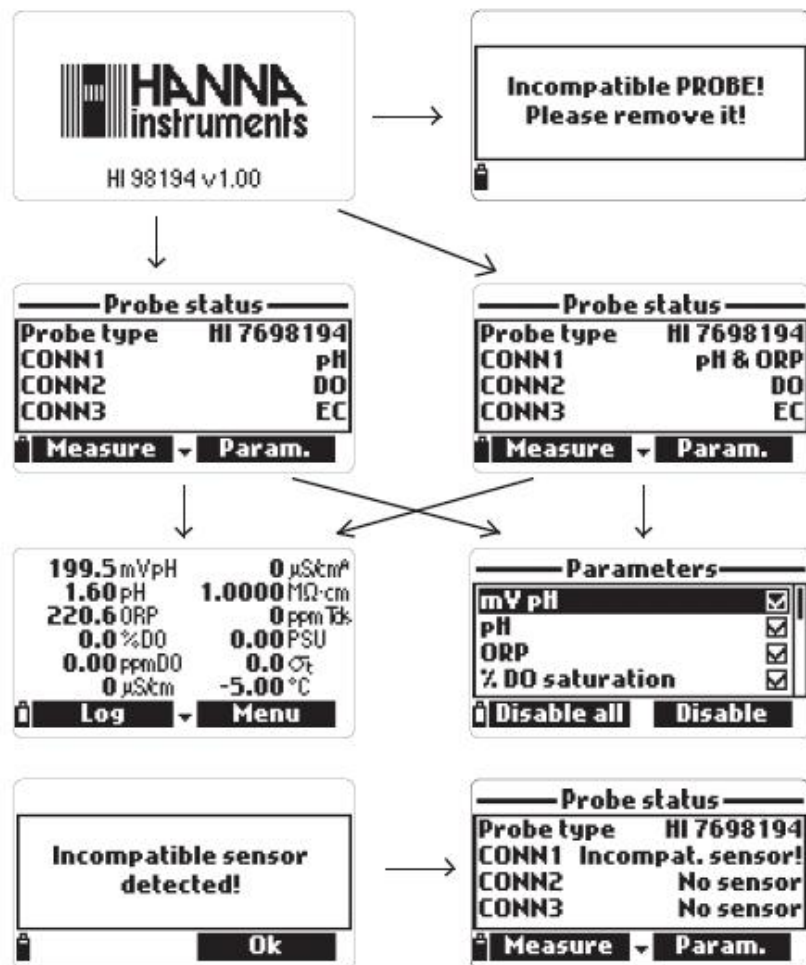 HANNA
instruments
HI 98194 v1.00
Incompatible PROBE!
Please remove it!
Probe status
Probe type HI 7698194
CONN1 pH
CONN2 DO
CONN3 EC
Measure Param.
Probe status
Probe type HI 7698194
CONN1 pH & ORP
CONN2 DO
CONN3 EC
Measure Param.
199.5 mVpH 0 µS/cmᴬ
1.60 pH 1.0000 MΩ·cm
220.6 ORP 0 ppm Tds
0.0 %DO 0.00 PSU
0.00 ppmDO 0.0 σt
0 µS/cm -5.00 °C
Log Menu
Parameters
mV pH
pH
ORP
% DO saturation
Disable all Disable
Incompatible sensor
detected!
Ok
Probe status
Probe type HI 7698194
CONN1 Incompat. sensor!
CONN2 No sensor
CONN3 No sensor
Measure Param.